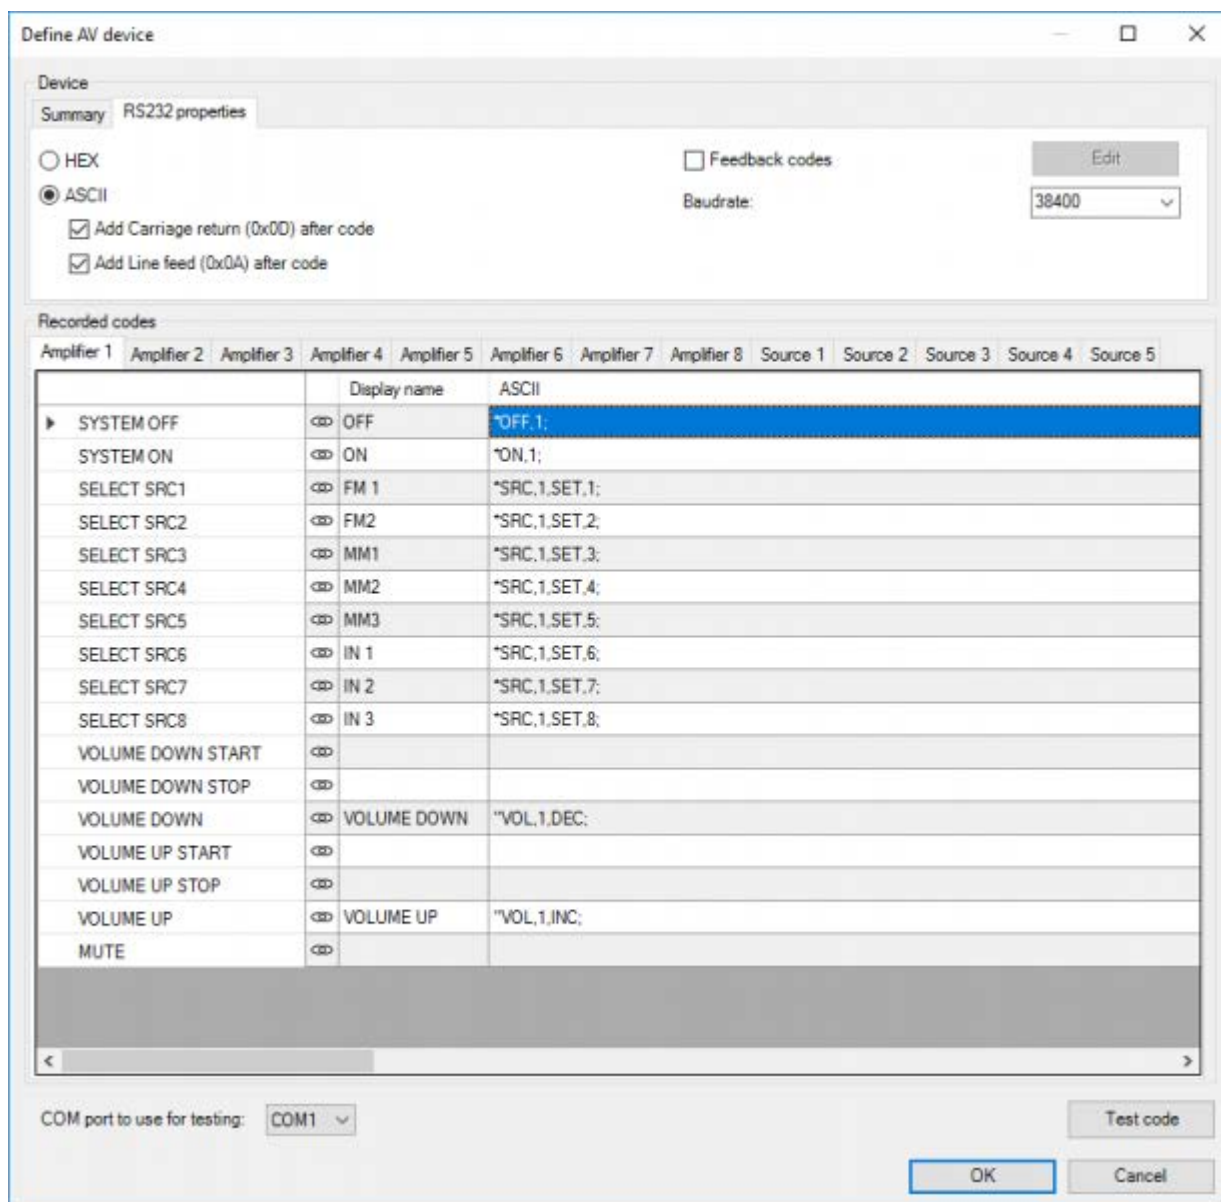 Define AV device
Device
Summary RS232 properties
HEX
Feedback codes
Edit
ASCII
Baudrate:
38400
Add Carriage return (0x0D) after code
Add Line feed (0x0A) after code
Recorded codes
Amplifier 1 Amplifier 2 Amplifier 3 Amplifier 4 Amplifier 5 Amplifier 6 Amplifier 7 Amplifier 8 Source 1 Source 2 Source 3 Source 4 Source 5
Display name ASCII
SYSTEM OFF OFF *OFF,1;
SYSTEM ON ON *ON,1;
SELECT SRC1 FM 1 *SRC,1,SET,1;
SELECT SRC2 FM2 *SRC,1,SET,2;
SELECT SRC3 MM1 *SRC,1,SET,3;
SELECT SRC4 MM2 *SRC,1,SET,4;
SELECT SRC5 MM3 *SRC,1,SET,5;
SELECT SRC6 IN 1 *SRC,1,SET,6;
SELECT SRC7 IN 2 *SRC,1,SET,7;
SELECT SRC8 IN 3 *SRC,1,SET,8;
VOLUME DOWN START
VOLUME DOWN STOP
VOLUME DOWN VOLUME DOWN "VOL,1,DEC;
VOLUME UP START
VOLUME UP STOP
VOLUME UP VOLUME UP "VOL,1,INC;
MUTE
COM port to use for testing: COM1
Test code
OK Cancel